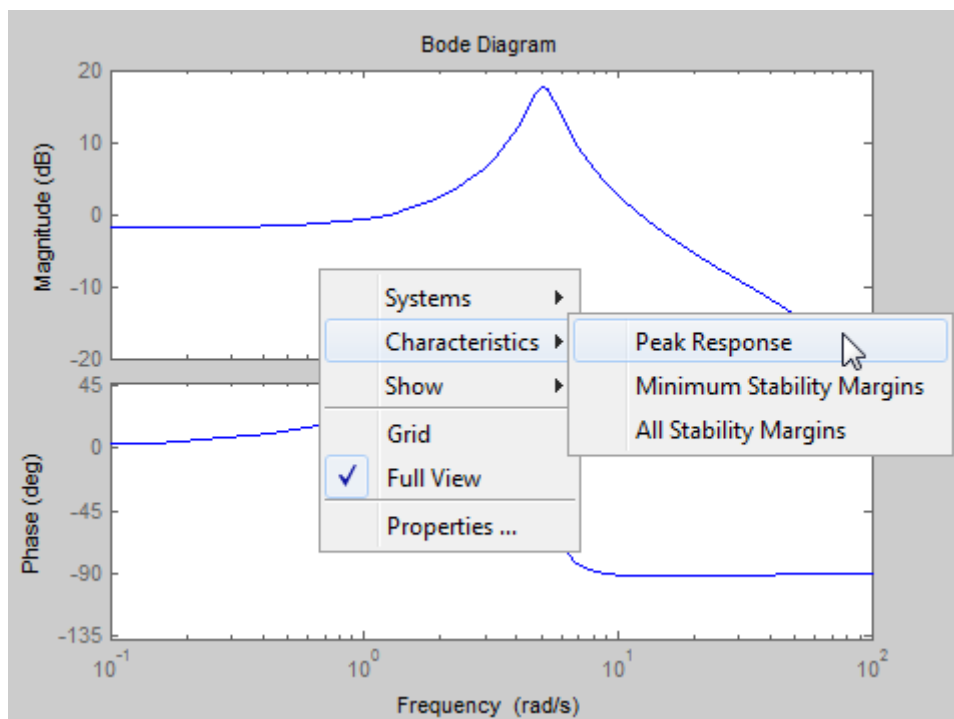 Bode Diagram
Magnitude (dB)
20
10
0
-10
-20
Systems
Characteristics
Show
Grid
Full View
Properties ...
Peak Response
Minimum Stability Margins
All Stability Margins
Phase (deg)
45
0
-45
-90
-135
10^-1
10^0
10^1
10^2
Frequency (rad/s)